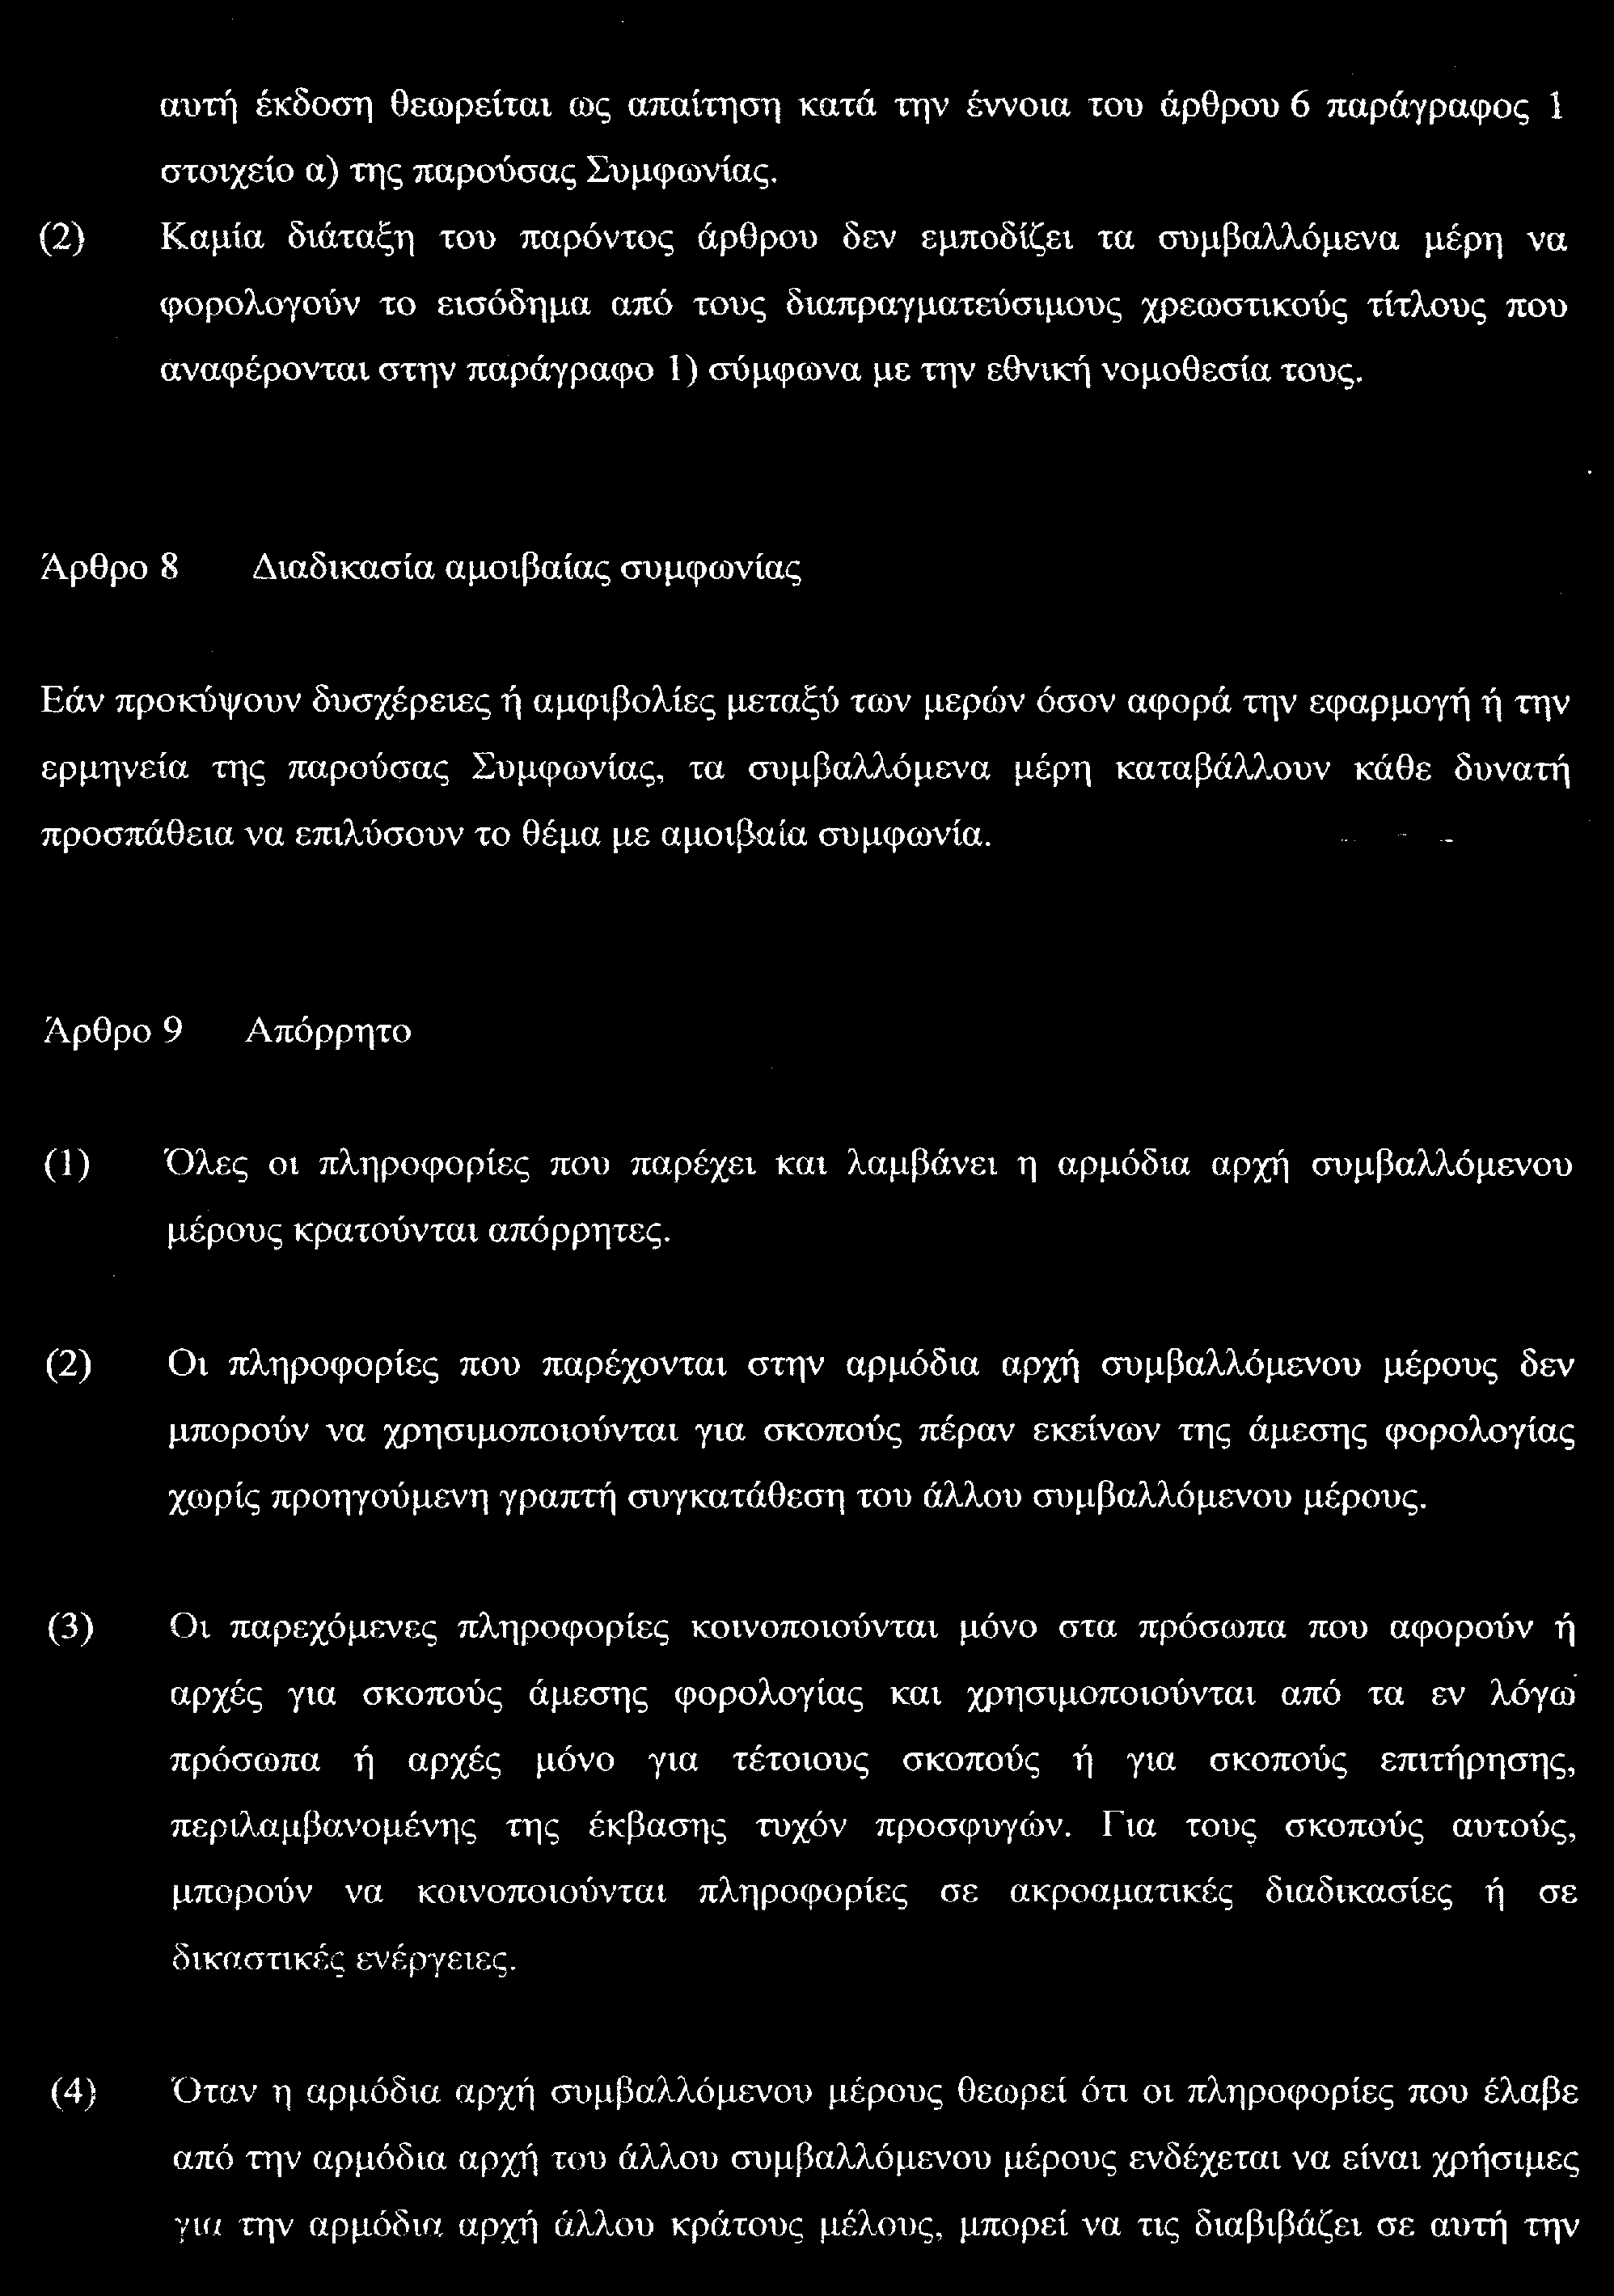 αυτή έκδοση θεωρείται ως απαίτηση κατά την έννοια του άρθρου 6 παράγραφος 1
στοιχείο α) της παρούσας Συμφωνίας.
(2) Καμία διάταξη του παρόντος άρθρου δεν εμποδίζει τα συμβαλλόμενα μέρη να
φορολογούν το εισόδημα από τους διαπραγματεύσιμους χρεωστικούς τίτλους που
αναφέρονται στην παράγραφο 1) σύμφωνα με την εθνική νομοθεσία τους.
Άρθρο 8 Διαδικασία αμοιβαίας συμφωνίας
Εάν προκύψουν δυσχέρειες ή αμφιβολίες μεταξύ των μερών όσον αφορά την εφαρμογή ή την
ερμηνεία της παρούσας Συμφωνίας, τα συμβαλλόμενα μέρη καταβάλλουν κάθε δυνατή
προσπάθεια να επιλύσουν το θέμα με αμοιβαία συμφωνία.
Άρθρο 9 Απόρρητο
(1) Όλες οι πληροφορίες που παρέχει και λαμβάνει η αρμόδια αρχή συμβαλλόμενου
μέρους κρατούνται απόρρητες.
(2) Οι πληροφορίες που παρέχονται στην αρμόδια αρχή συμβαλλόμενου μέρους δεν
μπορούν να χρησιμοποιούνται για σκοπούς πέραν εκείνων της άμεσης φορολογίας
χωρίς προηγούμενη γραπτή συγκατάθεση του άλλου συμβαλλόμενου μέρους.
(3) Οι παρεχόμενες πληροφορίες κοινοποιούνται μόνο στα πρόσωπα που αφορούν ή
αρχές για σκοπούς άμεσης φορολογίας και χρησιμοποιούνται από τα εν λόγω
πρόσωπα ή αρχές μόνο για τέτοιους σκοπούς ή για σκοπούς επιτήρησης,
περιλαμβανομένης της έκβασης τυχόν προσφυγών. Για τους σκοπούς αυτούς,
μπορούν να κοινοποιούνται πληροφορίες σε ακροαματικές διαδικασίες ή σε
δικαστικές ενέργειες.
(4) Όταν η αρμόδια αρχή συμβαλλόμενου μέρους θεωρεί ότι οι πληροφορίες που έλαβε
από την αρμόδια αρχή του άλλου συμβαλλόμενου μέρους ενδέχεται να είναι χρήσιμες
για την αρμόδια αρχή άλλου κράτους μέλους, μπορεί να τις διαβιβάζει σε αυτή την